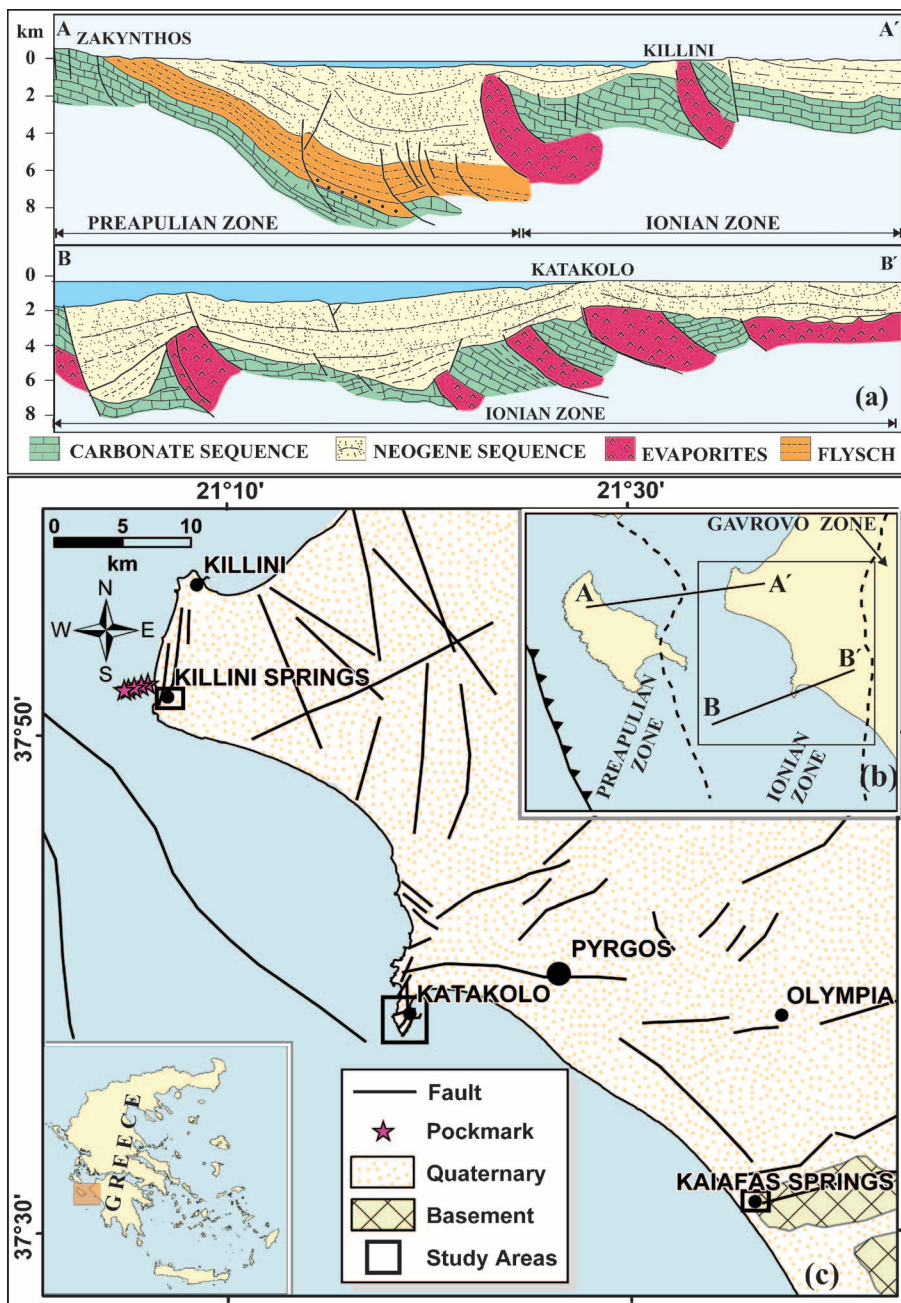 km
A
ZAKYNTHOS
KILLINI
A´
0
2
4
6
8
PREAPULIAN ZONE
IONIAN ZONE
B
KATAKOLO
B´
0
2
4
6
8
IONIAN ZONE
(a)
CARBONATE SEQUENCE
NEOGENE SEQUENCE
EVAPORITES
FLYSCH
21°10'
21°30'
0 5 10
km
N
W E
S
KILLINI
KILLINI SPRINGS
37°50'
GAVROVO ZONE
A
A´
B
B´
PREAPULIAN
ZONE
IONIAN
ZONE
(b)
PYRGOS
KATAKOLO
OLYMPIA
KAIAFAS SPRINGS
37°30'
GREECE
Fault
Pockmark
Quaternary
Basement
Study Areas
(c)